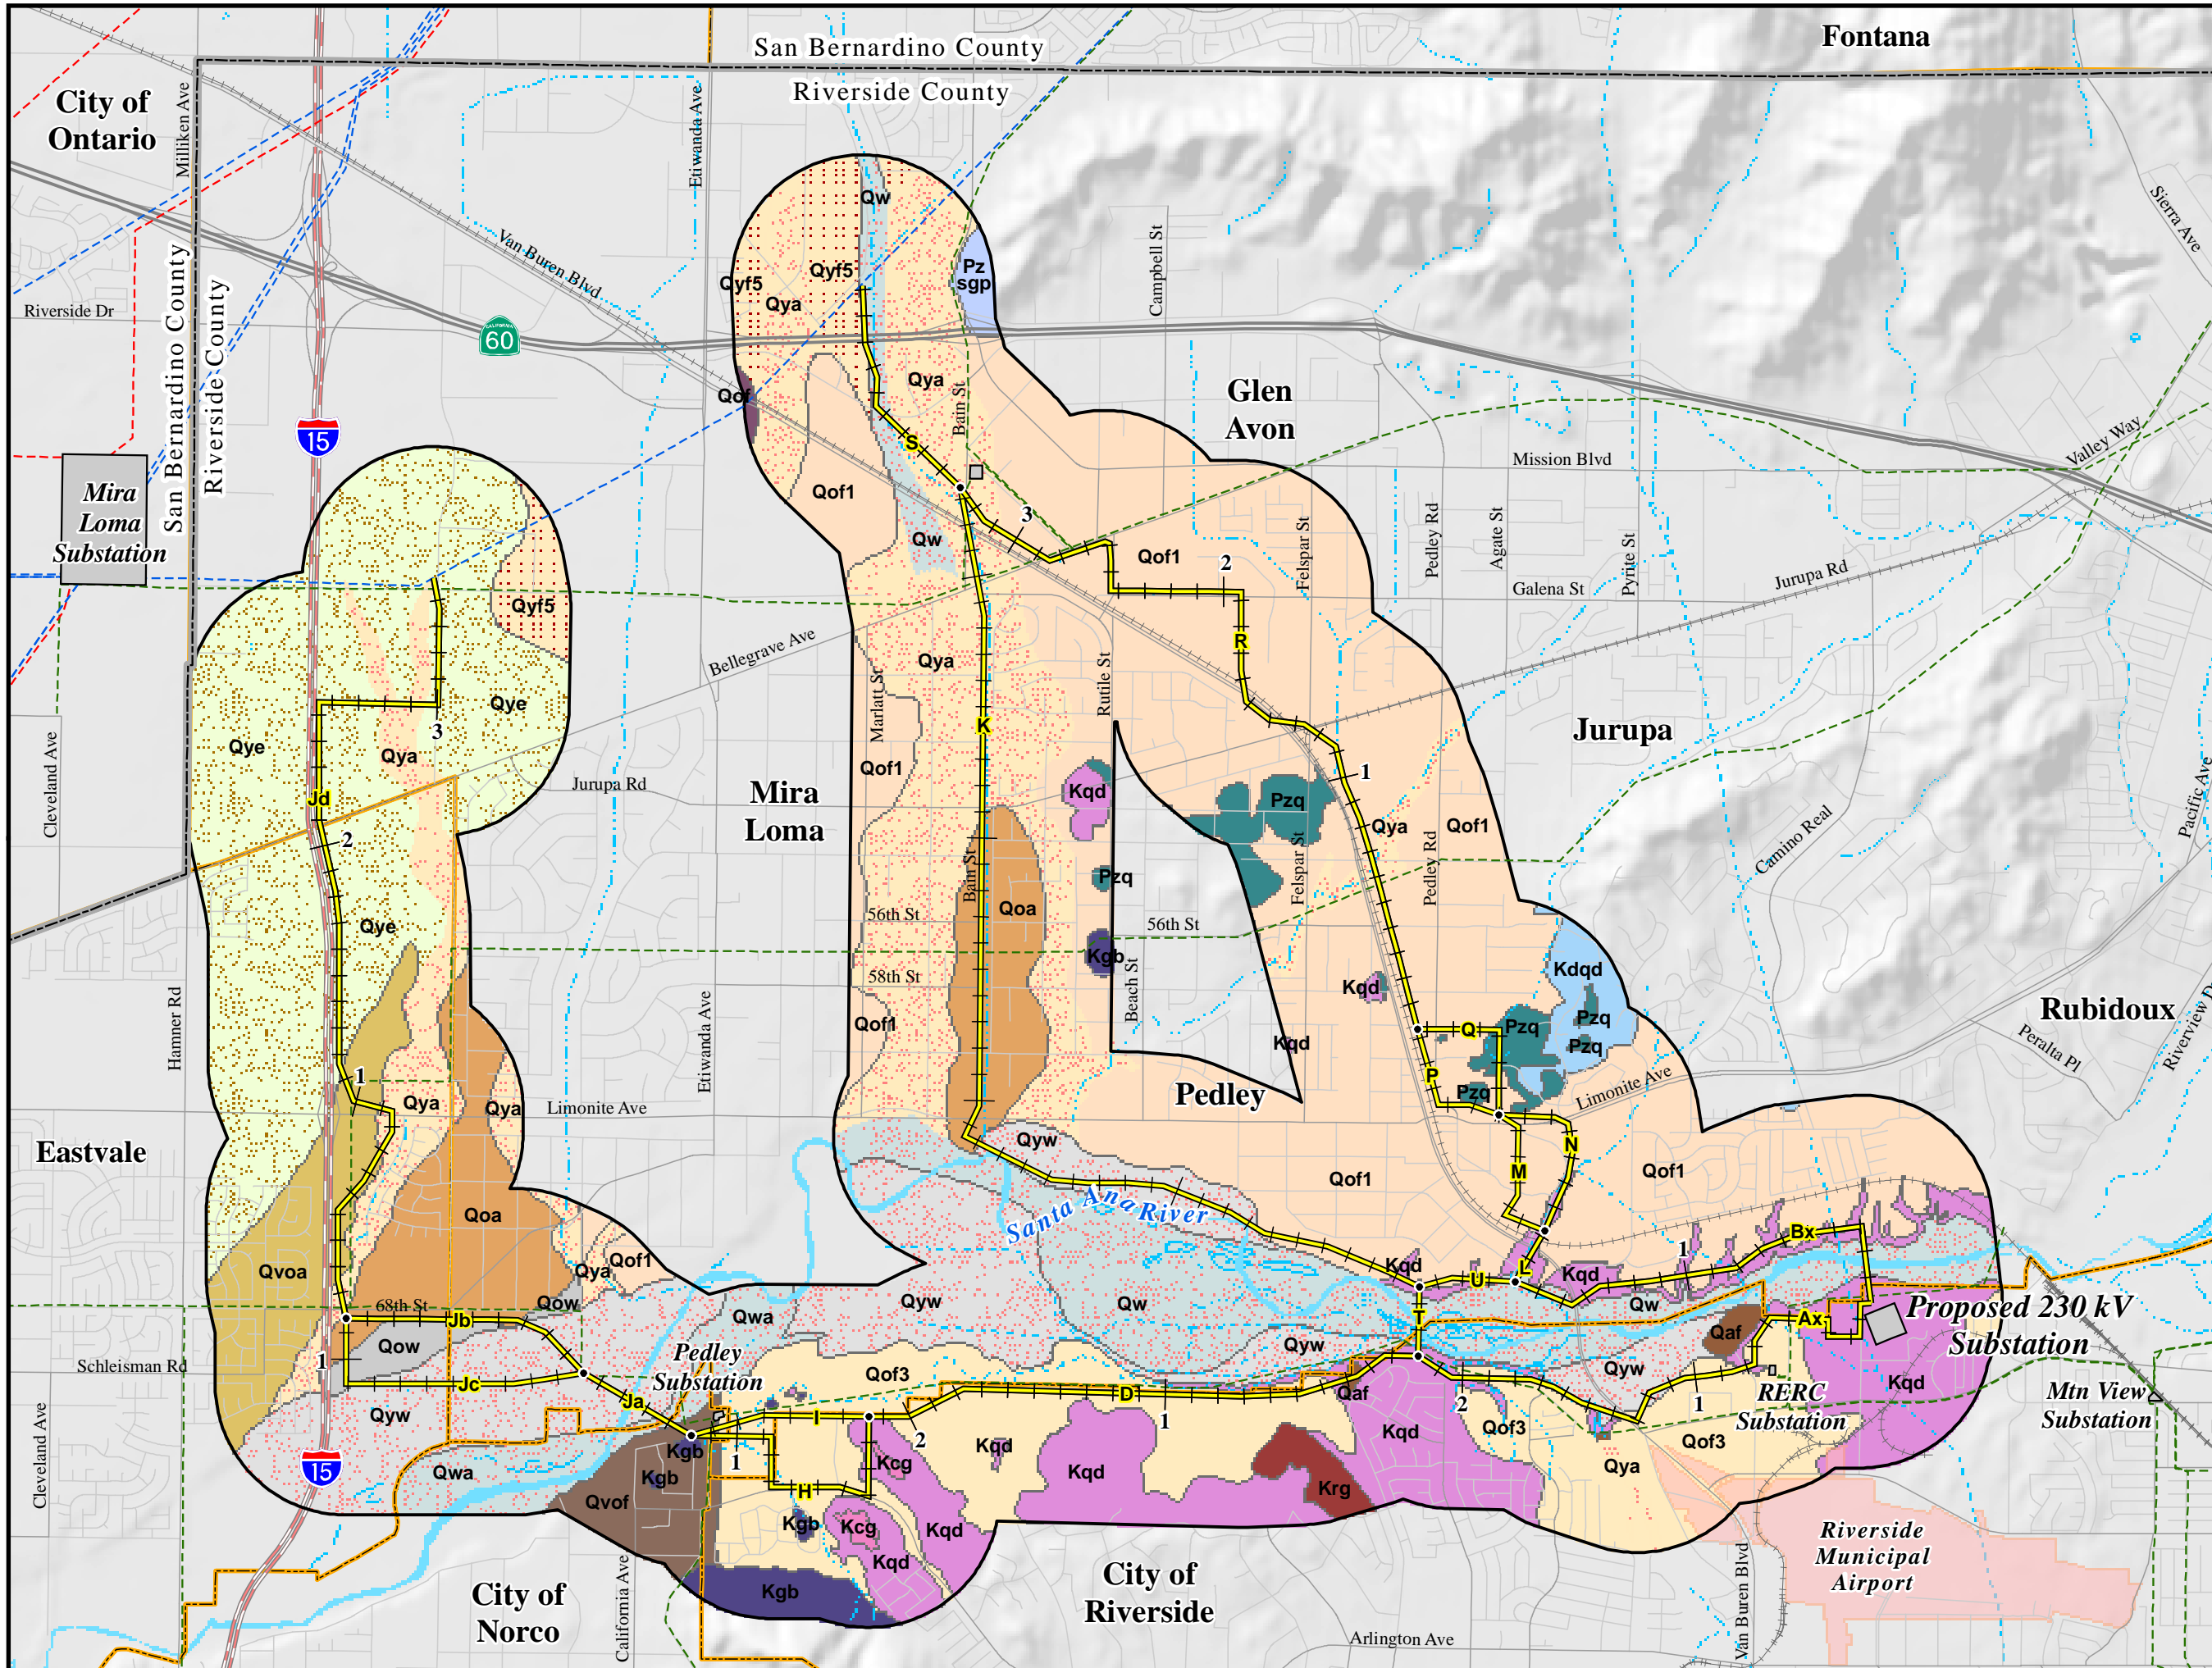 San Bernardino County
Riverside County
Fontana
City of
Ontario
Milliken Ave
Etiwanda Ave
Sierra Ave
Van Buren Blvd
Riverside Dr
San Bernardino County
Riverside County
CALIFORNIA
60
15
Qw
Qyf5
Qyf5
Qya
Pz
sgp
Campbell St
Qof
Qya
Bain St
Glen
Avon
S
Mission Blvd
Valley Way
Mira
Loma
Substation
Qof1
Qw
3
Qof1
2
Felspar St
Pedley Rd
Agate St
Pyrite St
Galena St
Jurupa Rd
Qyf5
Bellegrave Ave
Qya
R
Rutile St
Marlatt St
K
Qye
Qye
3
Qya
Jurupa Rd
Cleveland Ave
Jd
2
Mira
Loma
Qof1
Kqd
Pzq
1
Qya
Qof1
Jurupa
Camino Real
Pacific Ave
Felspar St
Pedley Rd
Pzq
Bain St
Qoa
56th St
56th St
Qye
Kgb
58th St
Beach St
Kdqd
Kqd
Pzq
Pzq
Pzq
Rubidoux
Peralta Pl
Riverview D
Hamner Rd
Etiwanda Ave
Qof1
Kqd
Q
P
Pzq
Limonite Ave
1
Qya
Qya
Limonite Ave
Pedley
Eastvale
Qyw
N
M
Qof1
Qof1
Qoa
Santa Ana River
Bx
1
Qvoa
Qya
Qof1
Kqd
U
L
Kqd
Qow
68th St
Jb
Qyw
Qwa
Qw
T
Qw
Ax
Proposed 230 kV
Substation
Qaf
Qow
Schleisman Rd
1
Pedley
Substation
Qof3
Qyw
Qyw
Jc
Ja
D
1
Qaf
2
1
RERC
Substation
Kqd
Mtn View
Substation
Qyw
I
2
Kqd
Kqd
Qof3
Qof3
Cleveland Ave
15
Qwa
Kgb
Kgb
1
Kcg
Kqd
Qya
H
Krg
Qvof
Kgb
Kcg
Kqd
Kqd
Riverside
Municipal
Airport
City of
Norco
California Ave
Kgb
City of
Riverside
Arlington Ave
Van Buren Blvd